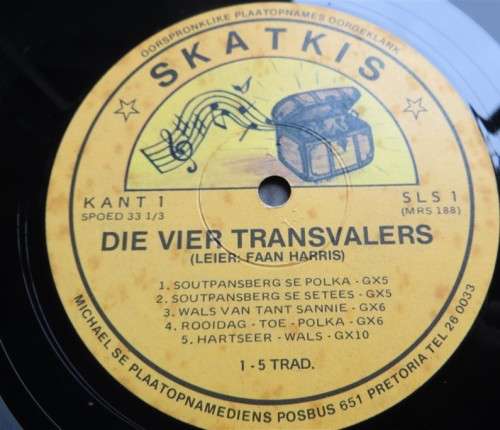 OORSPRONKLIKE PLAATOPNAMES OORGEKLANK
SKATKIS
KANT 1
SPOED 33 1/3
SLS 1
(MRS 188)
DIE VIER TRANSVALERS
(LEIER: FAAN HARRIS)
1. SOUTPANSBERG SE POLKA - GX5
2. SOUTPANSBERG SE SETEES - GX5
3. WALS VAN TANT SANNIE - GX6
4. ROOIDAG - TOE - POLKA - GX6
5. HARTSEER - WALS - GX10
1 - 5 TRAD.
MICHAEL SE PLAATOPNAMEDIENS POSBUS 651 PRETORIA TEL 26 0033